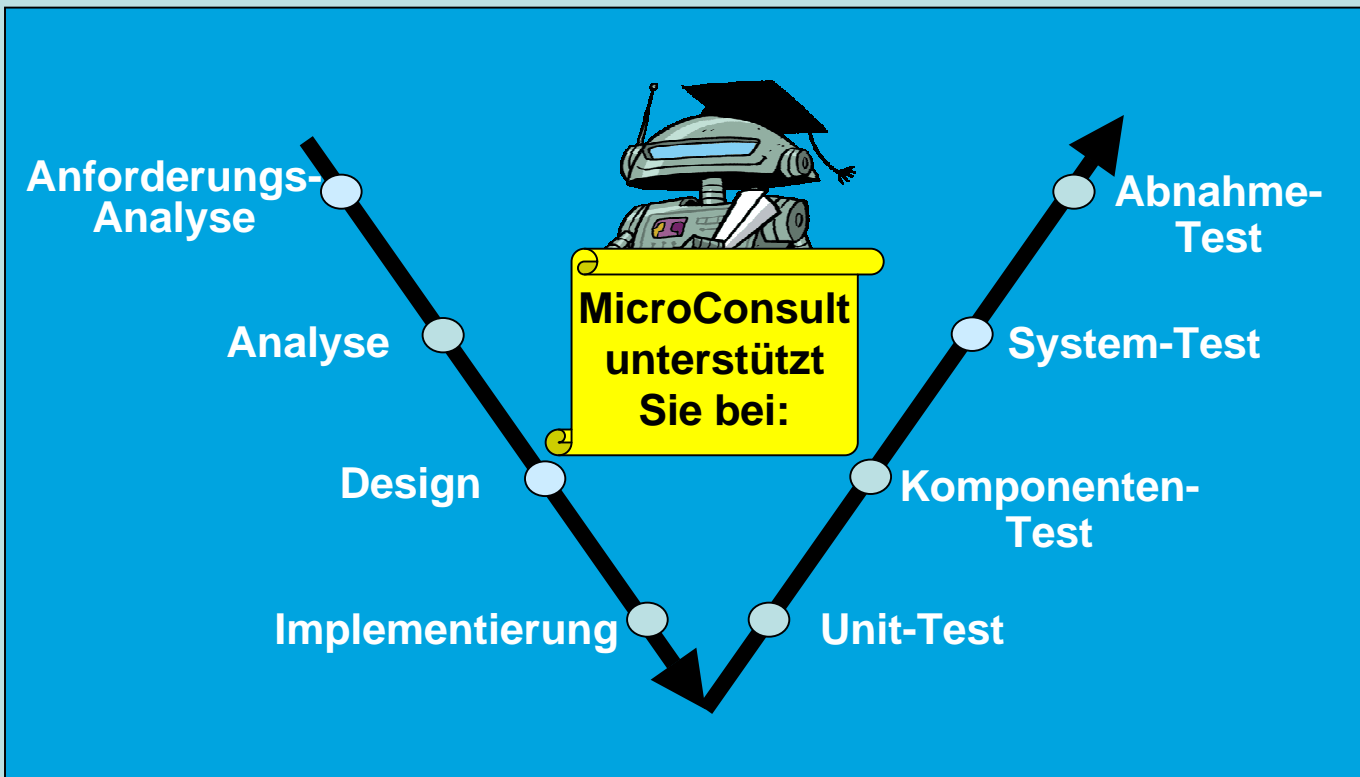 Anforderungs-
Analyse
Analyse
Design
Implementierung
MicroConsult
unterstützt
Sie bei:
Abnahme-
Test
System-Test
Komponenten-
Test
Unit-Test